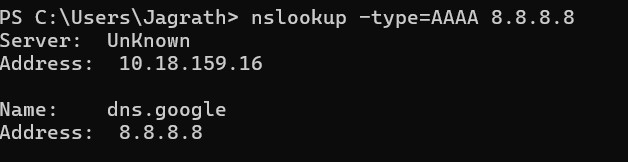 PS C:\Users\Jagrath> nslookup -type=AAAA 8.8.8.8
Server:  UnKnown
Address:  10.18.159.16
Name:    dns.google
Address:  8.8.8.8